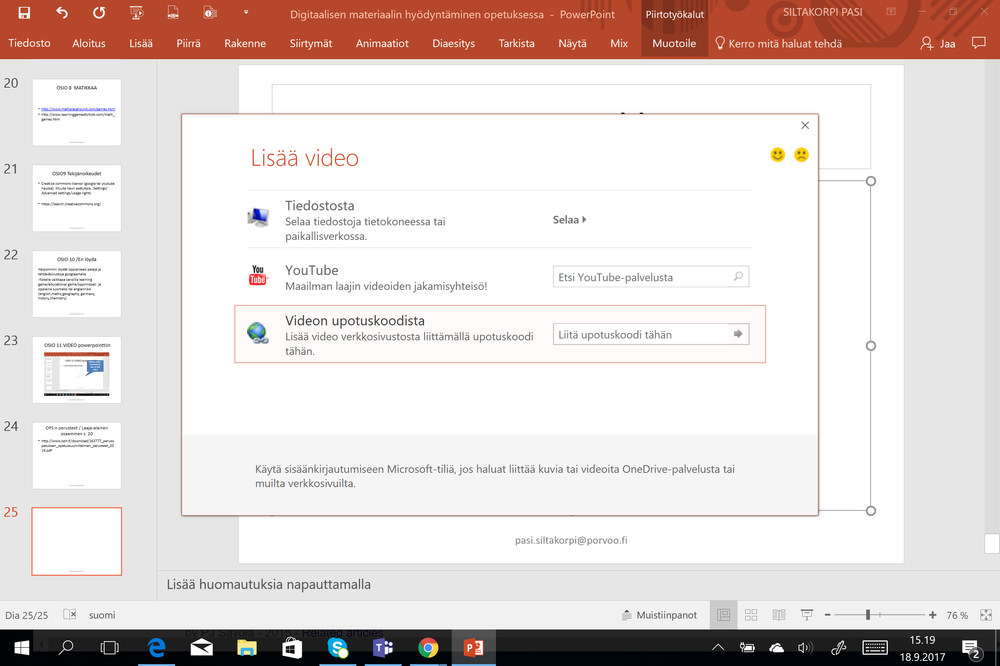 Digitaalisen materiaalin hyödyntäminen opetuksessa - PowerPoint
Piirtotyökalut
SILTAKORPI PASI
Tiedosto
Aloitus
Lisää
Piirrä
Rakenne
Siirtymät
Animaatiot
Diaesitys
Tarkista
Näytä
Mix
Muotoile
Kerro mitä haluat tehdä
Jaa
20
OSIO 8 MATIKKAA
• http://www.mathplayground.com/games.html
• http://www.learninggamesforkids.com/math_
games.html
21
OSIO9 Tekijänoikeudet
• Creatice commons lisenssi (google tai youtube
haussa). Muuta haun asetuksia . Settings/
Advanced settings/usage rights
• https://search.creativecommons.org/
22
OSIO 10 /En löydä
Helpommin löydät oppiaineesi pelejä ja
tehtäväsivustoja googlaamalla.
-Kokeile vaikkapa sanoilla learning
game/educational game/oppimispeli ja
oppiaine suomeksi tai englanniksi
(english,maths,geography, germany,
history,chemistry)
23
OSIO 11 VIDEO powerpointtiin
24
OPS:n perusteet / Laaja-alainen
osaaminen s. 20
• http://www.oph.fi/download/163777_peruso
petuksen_opetussuunnitelman_perusteet_20
14.pdf
25
Lisää video
Tiedostosta
Selaa tiedostoja tietokoneessa tai
paikallisverkossa.
Selaa
You
Tube
YouTube
Maailman laajin videoiden jakamisyhteisö!
Etsi YouTube-palvelusta
Videon upotuskoodista
Lisää video verkkosivustosta liittämällä upotuskoodi
tähän.
Liitä upotuskoodi tähän
Käytä sisäänkirjautumiseen Microsoft-tiliä, jos haluat liittää kuvia tai videoita OneDrive-palvelusta tai
muilta verkkosivuilta.
pasi.siltakorpi@porvoo.fi
Lisää huomautuksia napauttamalla
Dia 25/25
suomi
Muistiinpanot
76 %
by PJ Savola - 2015 - Related articles
15.19
18.9.2017
2